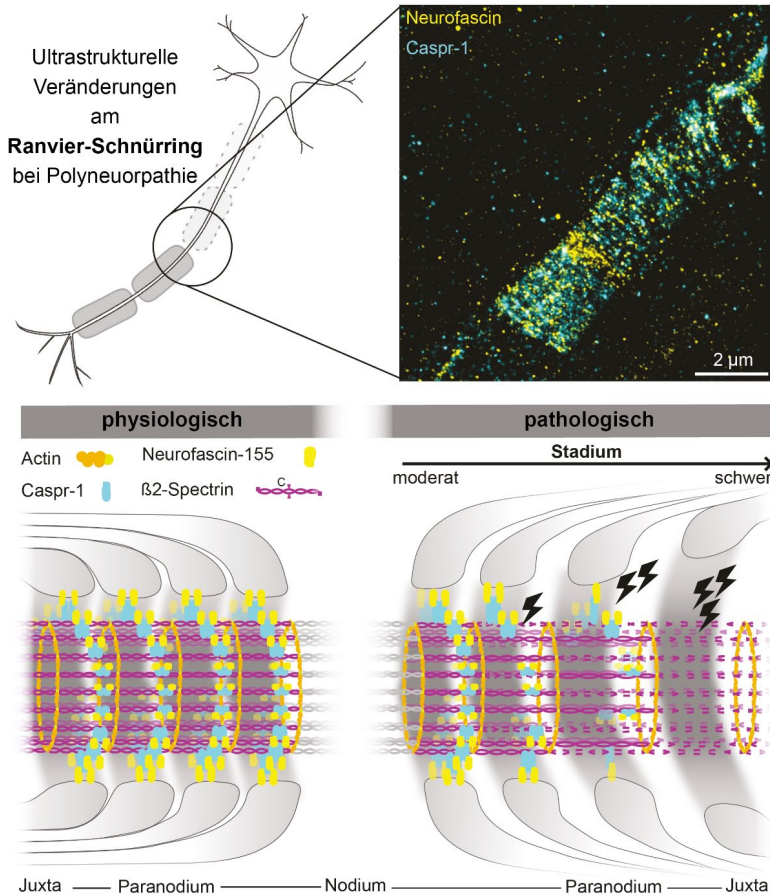 Ultrastrukturelle
Veränderungen
am
Ranvier-Schnürring
bei Polyneuorpathie
Neurofascin
Caspr-1
2 µm
physiologisch
pathologisch
Actin
Neurofascin-155
Caspr-1
ß2-Spectrin
C
Stadium
moderat
schwer
Juxta
Paranodium
Nodium
Paranodium
Juxta